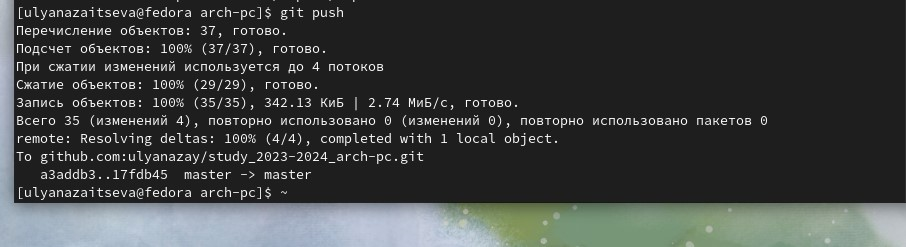 [ulyanazaitseva@fedora arch-pc]$ git push
Перечисление объектов: 37, готово.
Подсчет объектов: 100% (37/37), готово.
При сжатии изменений используется до 4 потоков
Сжатие объектов: 100% (29/29), готово.
Запись объектов: 100% (35/35), 342.13 КиБ | 2.74 МиБ/с, готово.
Всего 35 (изменений 4), повторно использовано 0 (изменений 0), повторно использовано пакетов 0
remote: Resolving deltas: 100% (4/4), completed with 1 local object.
To github.com:ulyanazay/study_2023-2024_arch-pc.git
   a3addb3..17fdb45  master -> master
[ulyanazaitseva@fedora arch-pc]$ ~